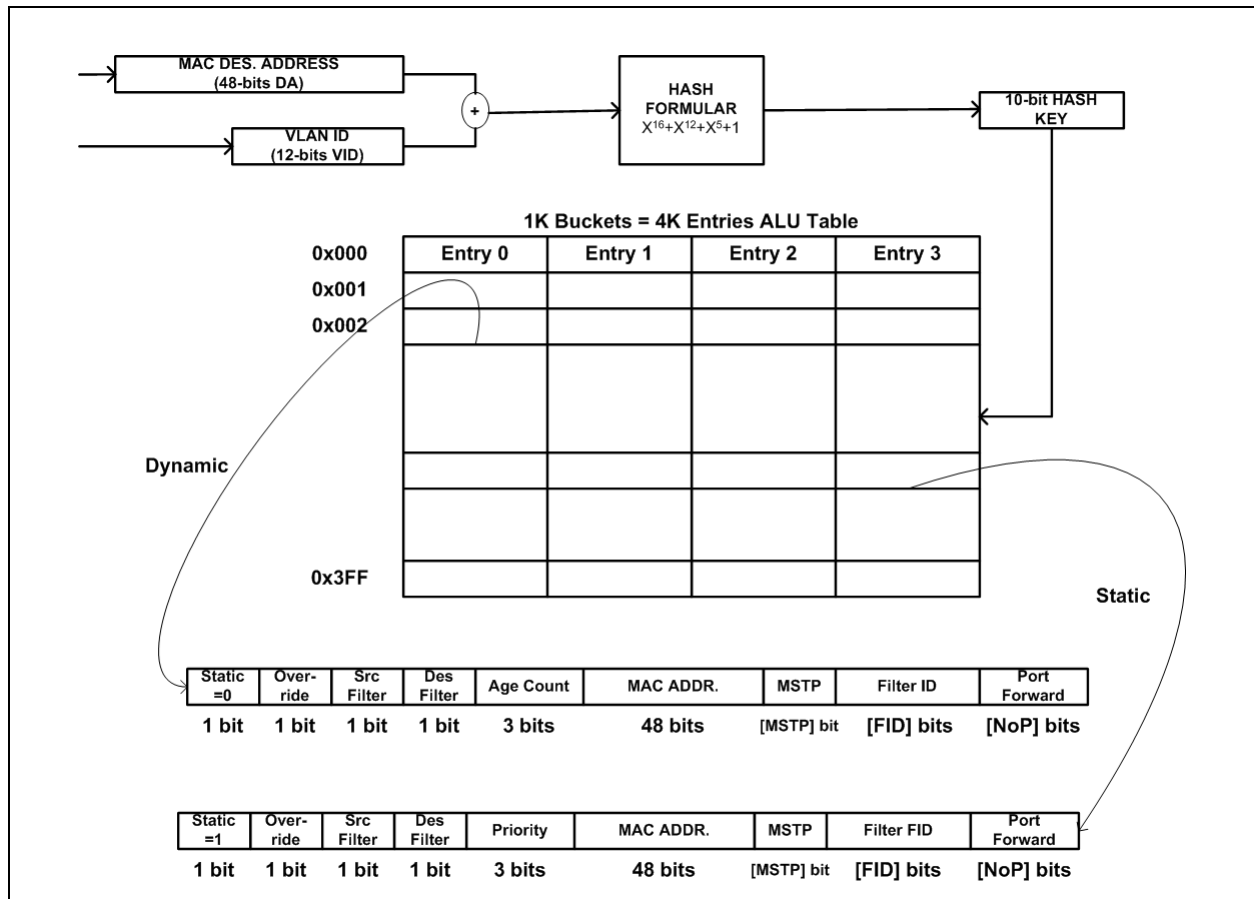 MAC DES. ADDRESS
(48-bits DA)
HASH
FORMULAR
X^16+X^12+X^5+1
10-bit HASH
KEY
+
VLAN ID
(12-bits VID)
1K Buckets = 4K Entries ALU Table
0x000 Entry 0 Entry 1 Entry 2 Entry 3
0x001
0x002
Dynamic
0x3FF
Static
Static
=0
Over-
ride
Src
Filter
Des
Filter
Age Count
MAC ADDR.
MSTP
Filter ID
Port
Forward
1 bit 1 bit 1 bit 1 bit 3 bits 48 bits [MSTP] bit [FID] bits [NoP] bits
Static
=1
Over-
ride
Src
Filter
Des
Filter
Priority
MAC ADDR.
MSTP
Filter FID
Port
Forward
1 bit 1 bit 1 bit 1 bit 3 bits 48 bits [MSTP] bit [FID] bits [NoP] bits